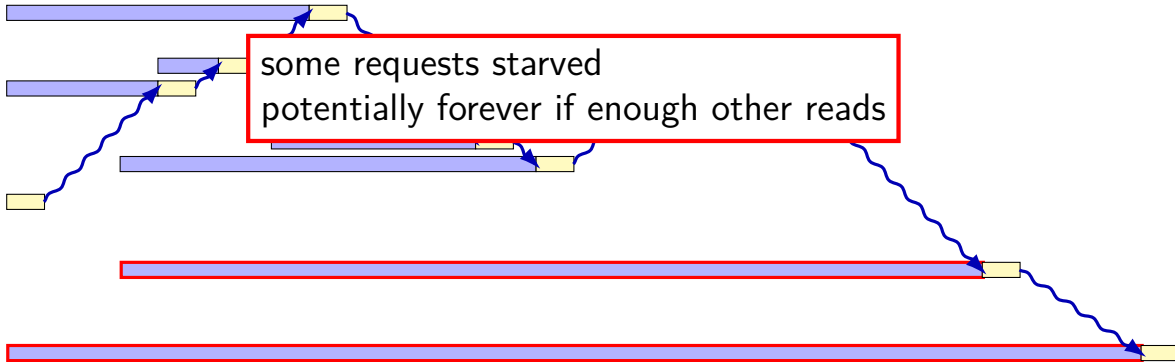 some requests starved
potentially forever if enough other reads